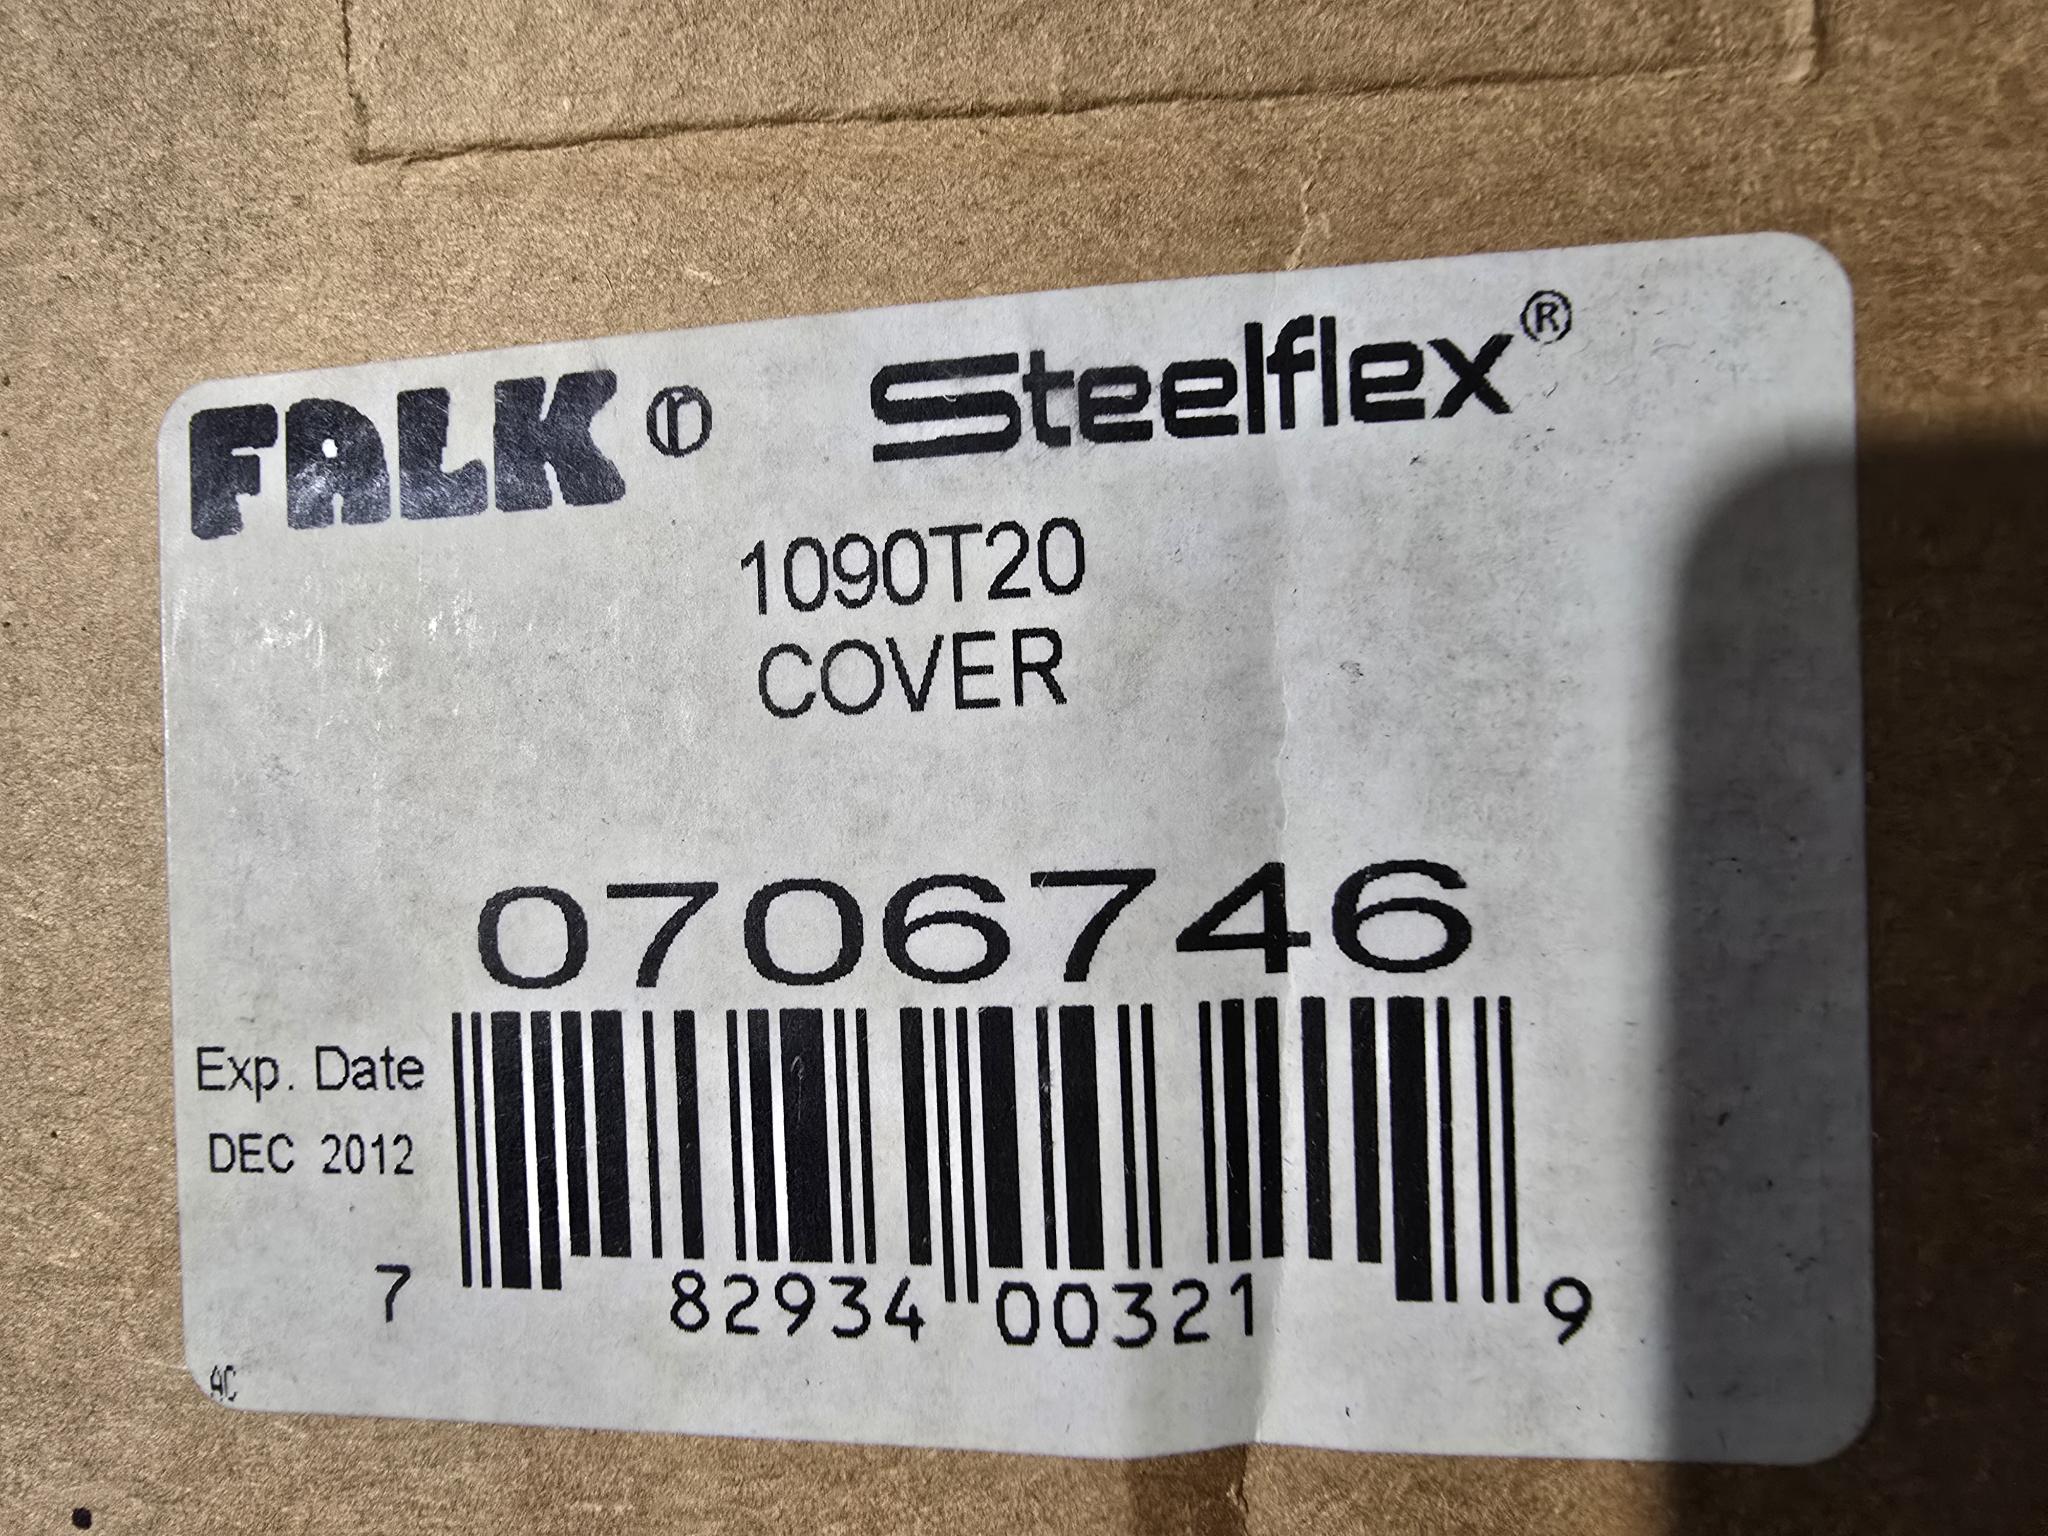 FALK ® Steelflex®
1090T20
COVER
0706746
Exp. Date
DEC 2012
7 82934 00321 9
AC